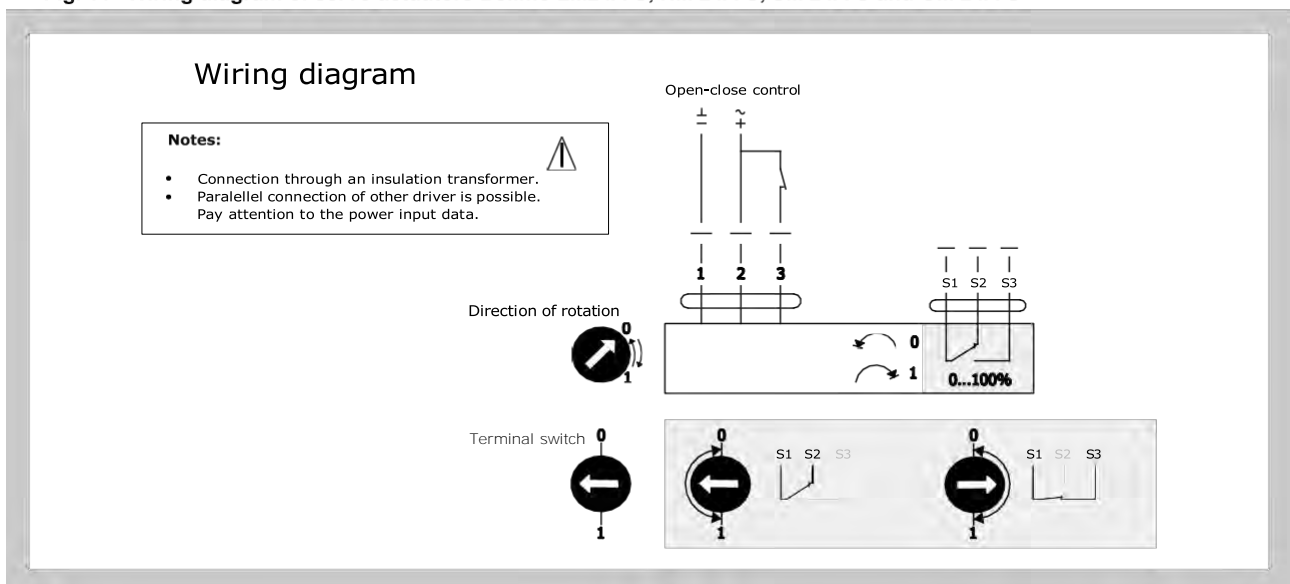 Wiring diagram
Open-close control
Notes:
• Connection through an insulation transformer.
• Paralellel connection of other driver is possible.
Pay attention to the power input data.
1 2 3
S1 S2 S3
Direction of rotation
0
1
0
1
0...100%
Terminal switch
0
1
0
1
S1 S2 S3
0
1
S1 S2 S3